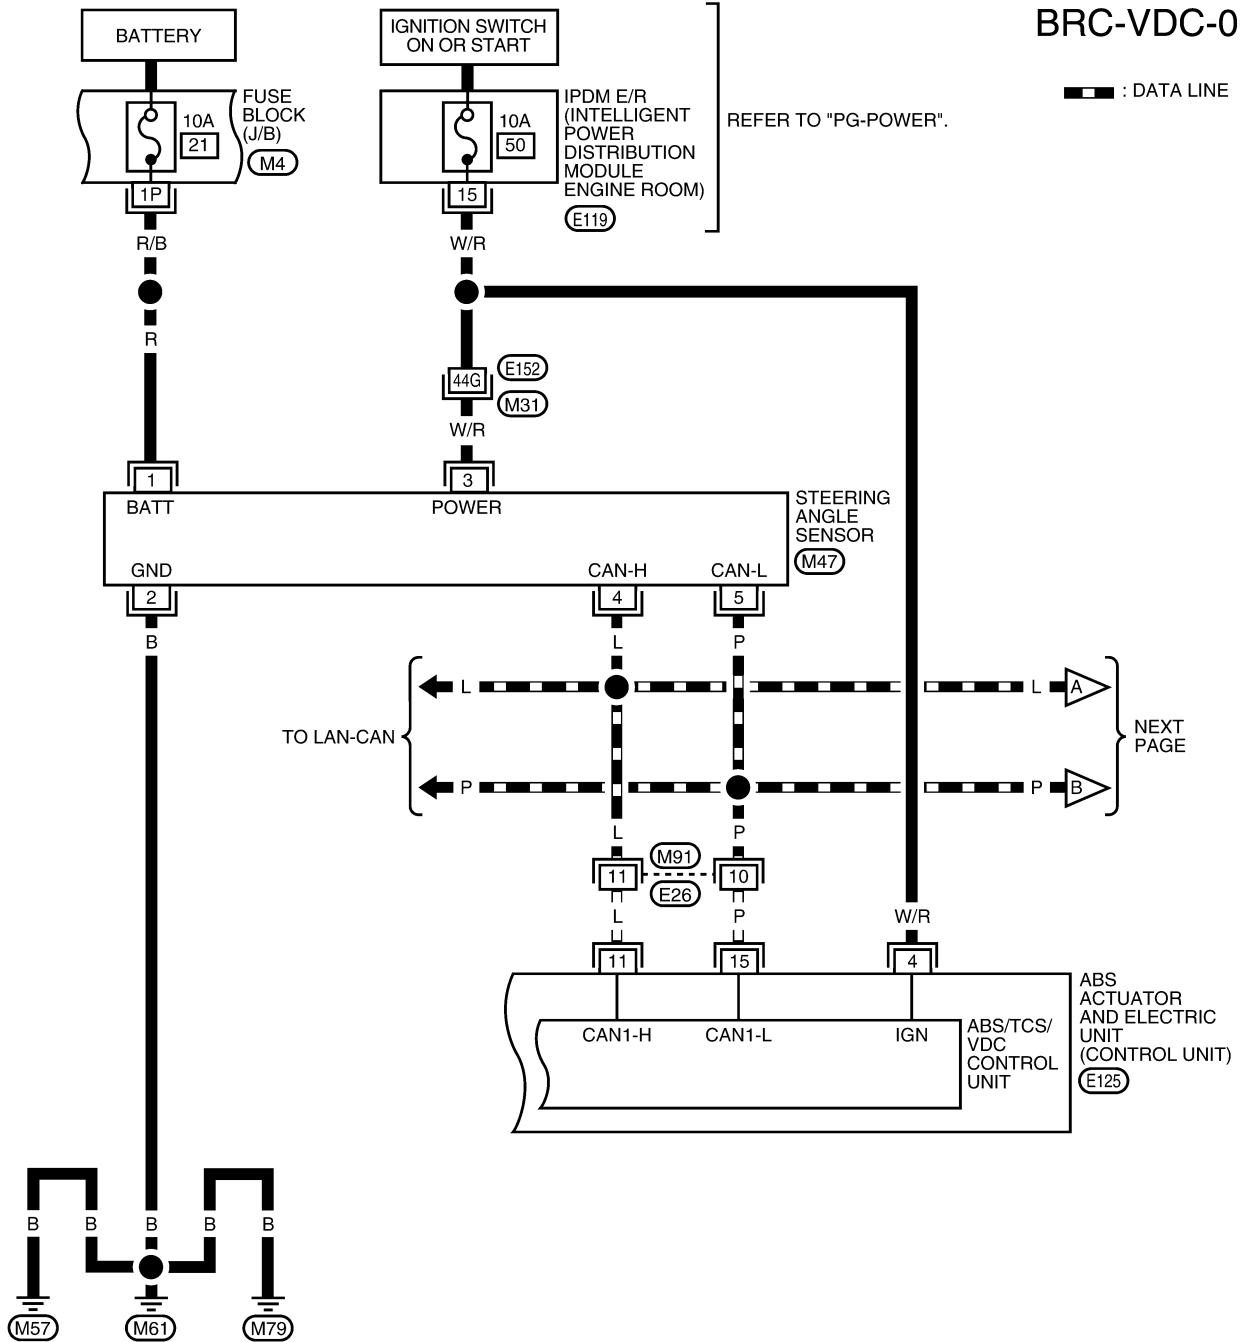 BRC-VDC-0
: DATA LINE
BATTERY
IGNITION SWITCH
ON OR START
10A
21
FUSE
BLOCK
(J/B)
M4
10A
50
IPDM E/R
(INTELLIGENT
POWER
DISTRIBUTION
MODULE
ENGINE ROOM)
E119
REFER TO "PG-POWER".
1P
15
R/B
W/R
R
44G
E152
M31
W/R
1
3
BATT
POWER
STEERING
ANGLE
SENSOR
M47
GND
CAN-H
CAN-L
2
4
5
B
L
P
L
L
A
TO LAN-CAN
NEXT
PAGE
P
P
B
L
P
11
M91
E26
10
L
P
W/R
11
15
4
CAN1-H
CAN1-L
IGN
ABS/TCS/
VDC
CONTROL
UNIT
ABS
ACTUATOR
AND ELECTRIC
UNIT
(CONTROL UNIT)
E125
B
B
B
B
B
M57
M61
M79